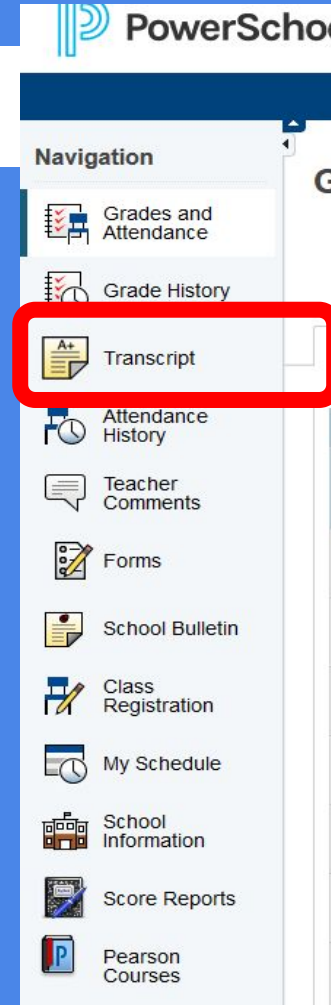 PowerScho
Navigation
G
Grades and
Attendance
Grade History
A+
Transcript
Attendance
History
Teacher
Comments
Forms
School Bulletin
Class
Registration
My Schedule
School
Information
Score Reports
P
Pearson
Courses